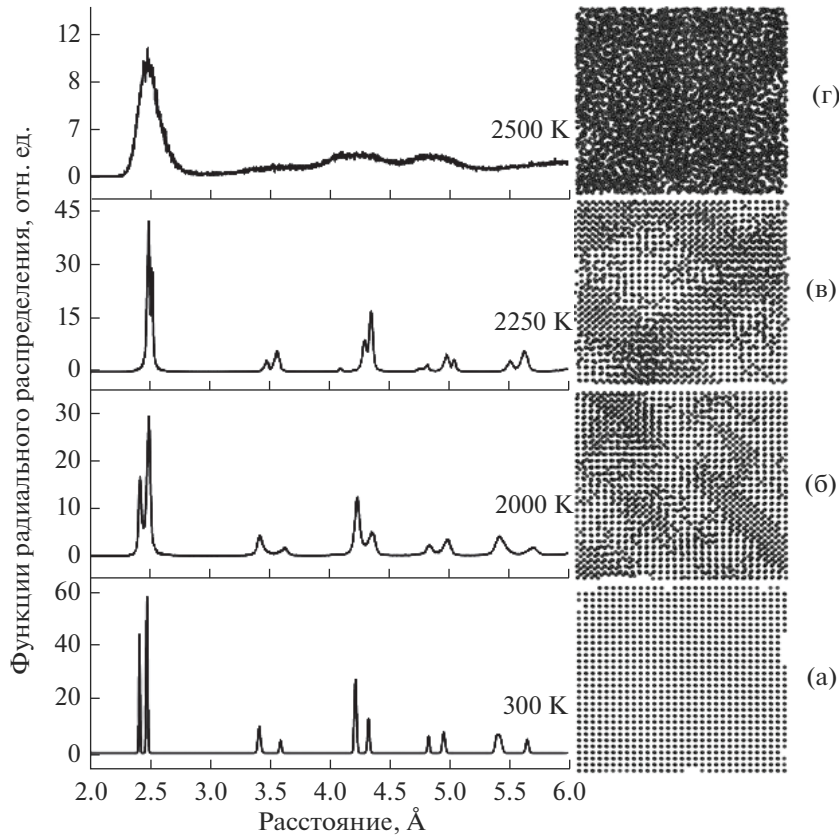 Функции радиального распределения, отн. ед.
12
8
7
0
2500 K
(г)
45
30
15
0
2250 K
(в)
30
20
10
0
2000 K
(б)
60
40
20
0
300 K
(а)
2.0 2.5 3.0 3.5 4.0 4.5 5.0 5.5 6.0
Расстояние, Å